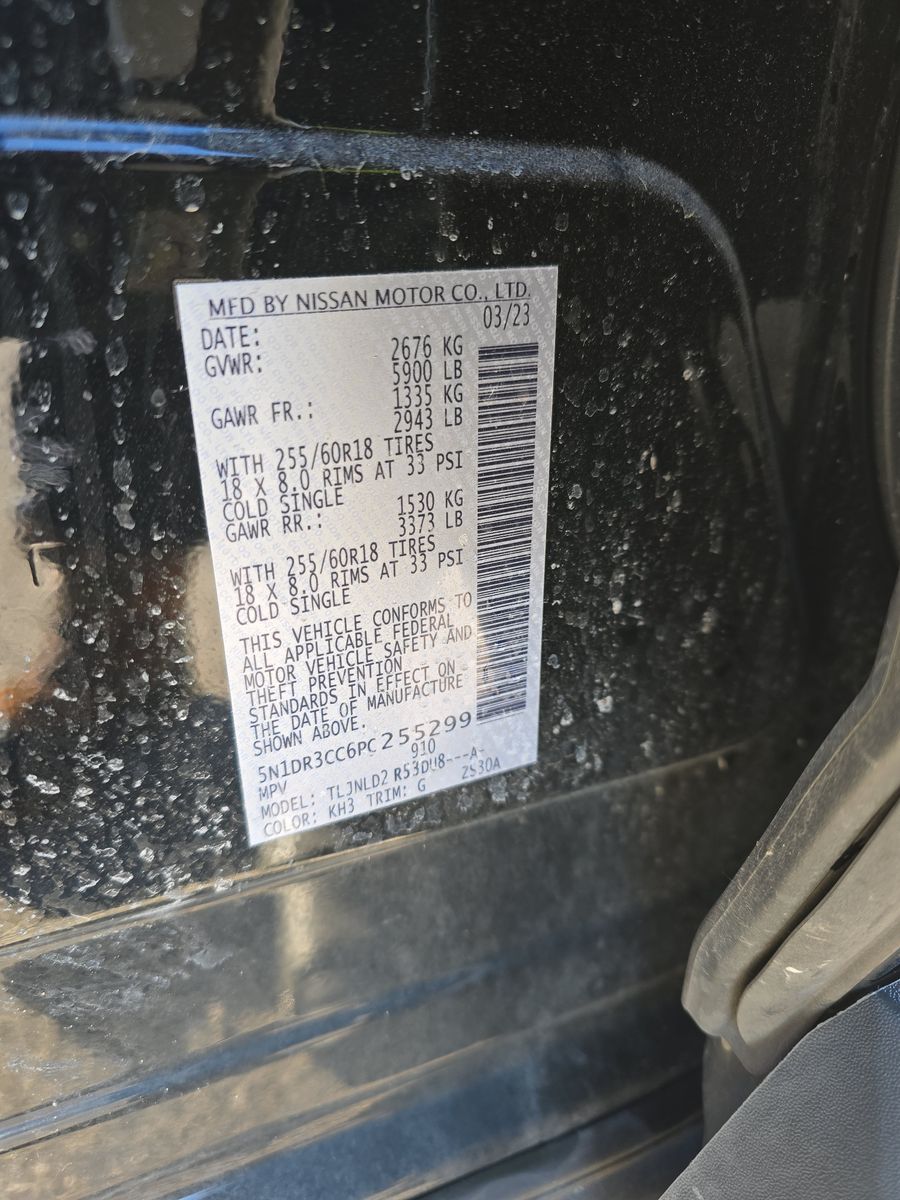 MFD BY NISSAN MOTOR CO., LTD.
DATE: 03/23
GVWR: 2676 KG
5900 LB
GAWR FR.: 1335 KG
2943 LB
WITH 255/60R18 TIRES
18 X 8.0 RIMS AT 33 PSI
COLD SINGLE
GAWR RR.: 1530 KG
3373 LB
WITH 255/60R18 TIRES
18 X 8.0 RIMS AT 33 PSI
COLD SINGLE
THIS VEHICLE CONFORMS TO
ALL APPLICABLE FEDERAL
MOTOR VEHICLE SAFETY AND
THEFT PREVENTION
STANDARDS IN EFFECT ON
THE DATE OF MANUFACTURE
SHOWN ABOVE.
5N1DR3CC6PC255299
MPV 910
MODEL: TLJNLD2 R53DU8---A-
COLOR: KH3 TRIM: G ZS30A